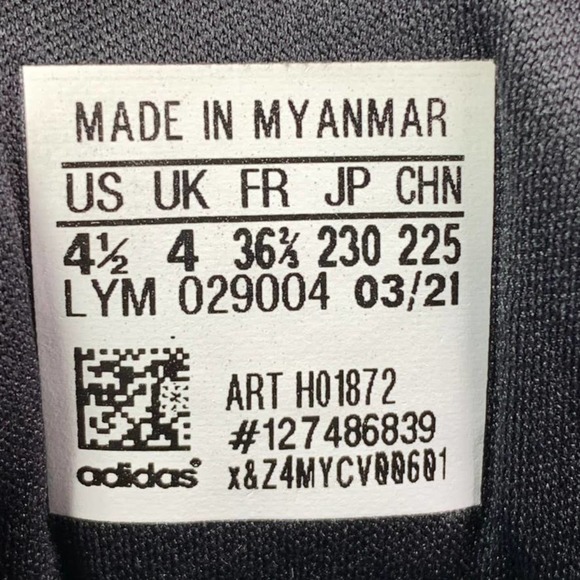 MADE IN MYANMAR
US UK FR JP CHN
4½ 4 36⅔ 230 225
LYM 029004 03/21
ART H01872
#127486839
adidas® x&Z4MYCV00601